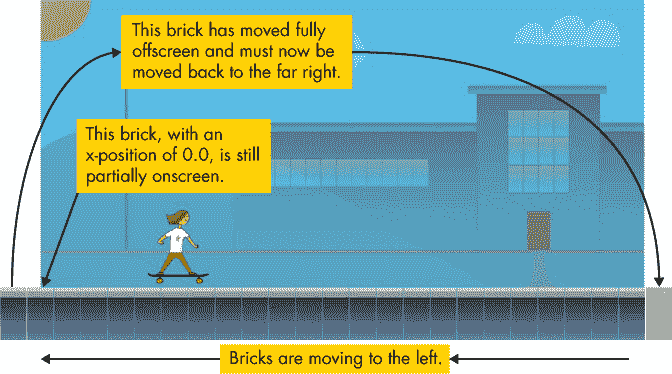 This brick has moved fully
offscreen and must now be
moved back to the far right.
This brick, with an
x-position of 0.0, is still
partially onscreen.
Bricks are moving to the left.